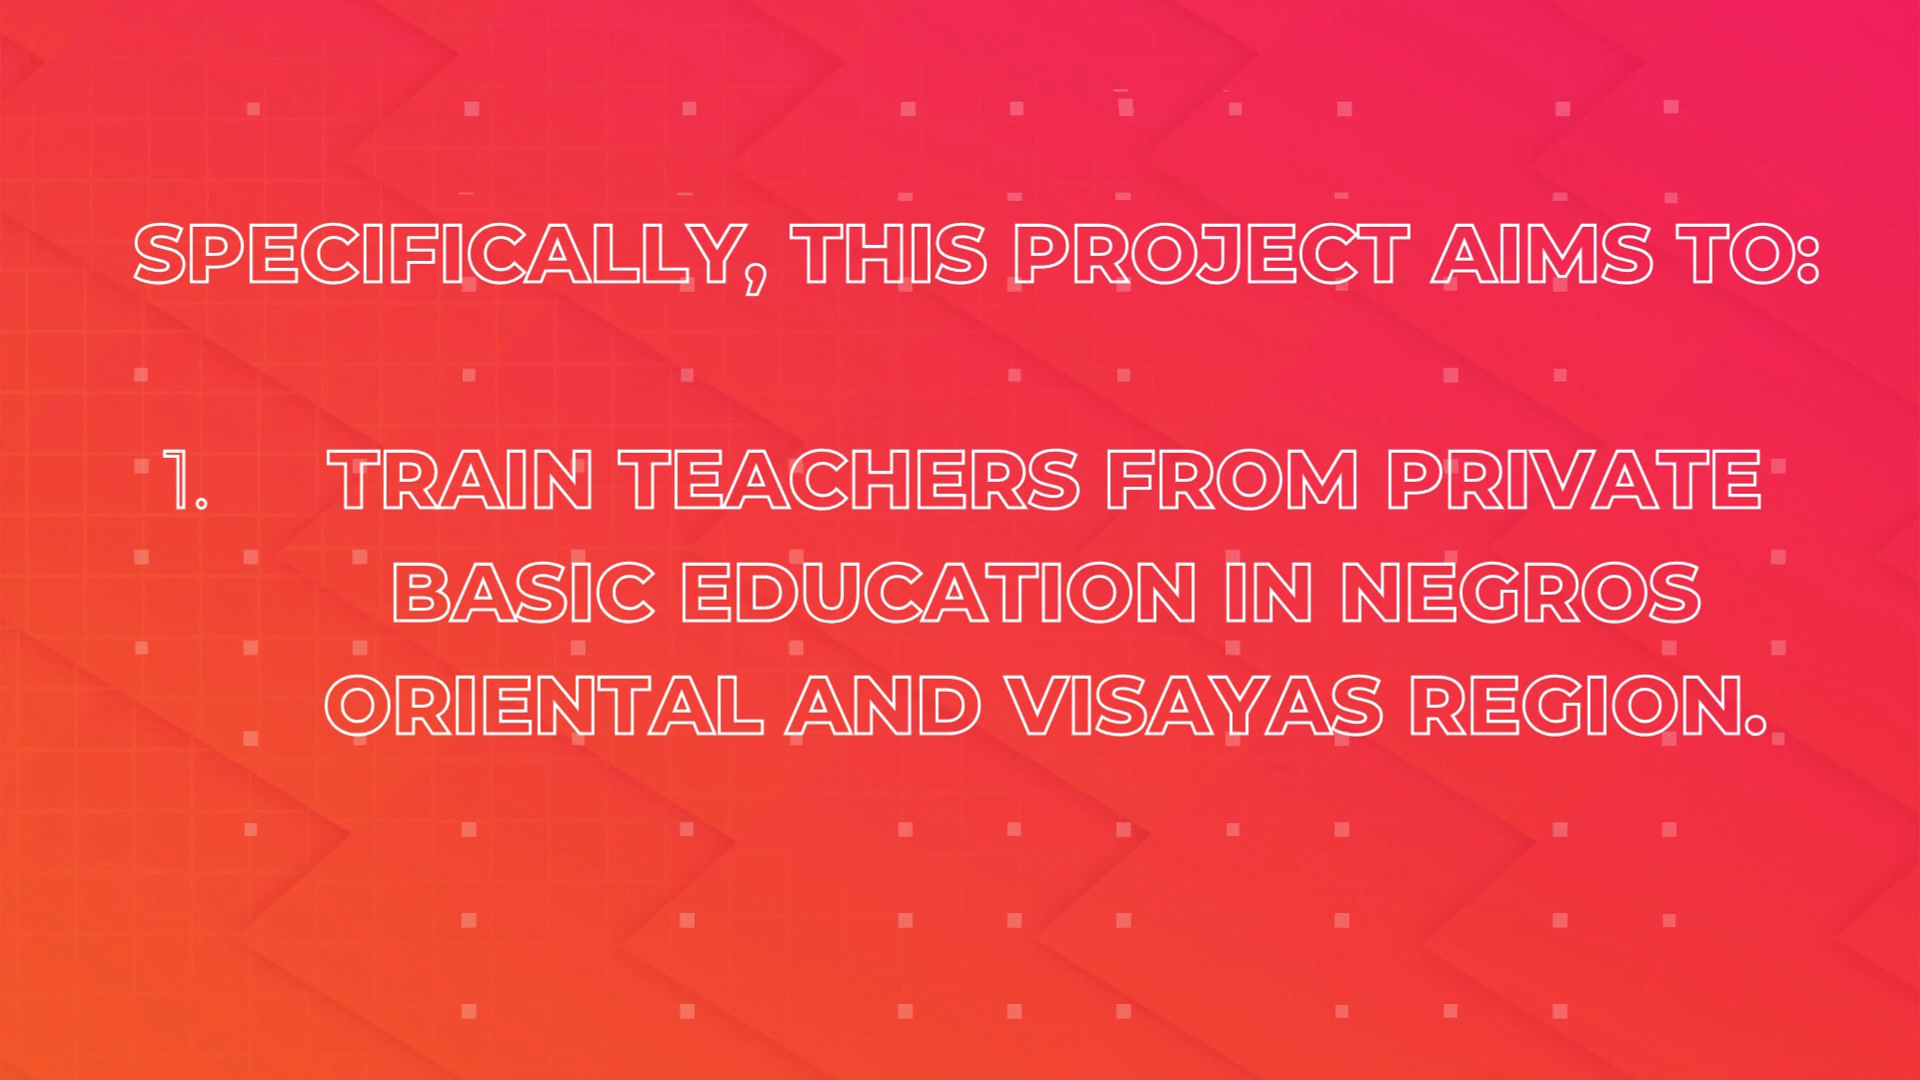 SPECIFICALLY, THIS PROJECT AIMS TO:
1. TRAIN TEACHERS FROM PRIVATE
BASIC EDUCATION IN NEGROS
ORIENTAL AND VISAYAS REGION.